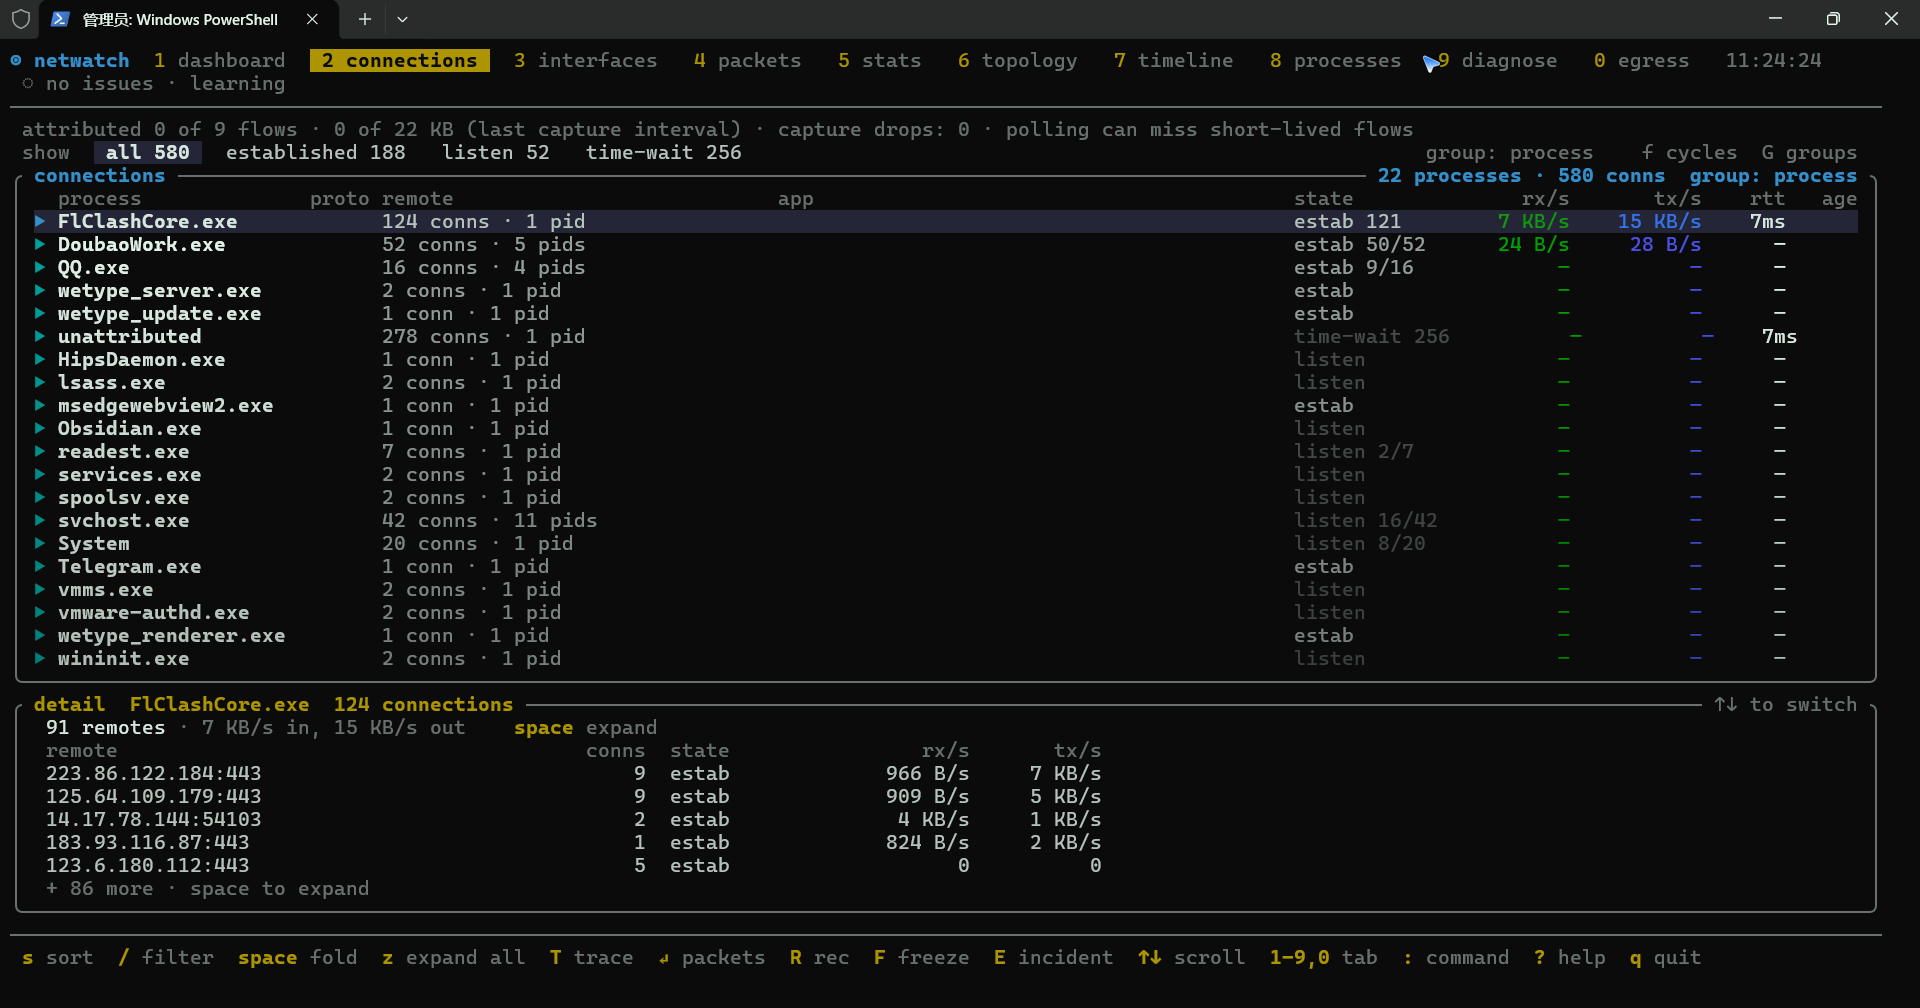 管理员: Windows PowerShell
netwatch 1 dashboard 2 connections 3 interfaces 4 packets 5 stats 6 topology 7 timeline 8 processes 9 diagnose 0 egress 11:24:24
no issues · learning
attributed 0 of 9 flows · 0 of 22 KB (last capture interval) · capture drops: 0 · polling can miss short-lived flows
show all 580 established 188 listen 52 time-wait 256 group: process f cycles G groups
connections 22 processes · 580 conns group: process
process proto remote app state rx/s tx/s rtt age
▶ FlClashCore.exe 124 conns · 1 pid estab 121 7 KB/s 15 KB/s 7ms
▶ DoubaoWork.exe 52 conns · 5 pids estab 50/52 24 B/s 28 B/s —
▶ QQ.exe 16 conns · 4 pids estab 9/16 — — —
▶ wetype_server.exe 2 conns · 1 pid estab — — —
▶ wetype_update.exe 1 conn · 1 pid estab — — —
▶ unattributed 278 conns · 1 pid time-wait 256 — — 7ms
▶ HipsDaemon.exe 1 conn · 1 pid listen — — —
▶ lsass.exe 2 conns · 1 pid listen — — —
▶ msedgewebview2.exe 1 conn · 1 pid estab — — —
▶ Obsidian.exe 1 conn · 1 pid listen — — —
▶ readest.exe 7 conns · 1 pid listen 2/7 — — —
▶ services.exe 2 conns · 1 pid listen — — —
▶ spoolsv.exe 2 conns · 1 pid listen — — —
▶ svchost.exe 42 conns · 11 pids listen 16/42 — — —
▶ System 20 conns · 1 pid listen 8/20 — — —
▶ Telegram.exe 1 conn · 1 pid estab — — —
▶ vmms.exe 2 conns · 1 pid listen — — —
▶ vmware-authd.exe 2 conns · 1 pid listen — — —
▶ wetype_renderer.exe 1 conn · 1 pid estab — — —
▶ wininit.exe 2 conns · 1 pid listen — — —
detail FlClashCore.exe 124 connections ↑↓ to switch
91 remotes · 7 KB/s in, 15 KB/s out space expand
remote conns state rx/s tx/s
223.86.122.184:443 9 estab 966 B/s 7 KB/s
125.64.109.179:443 9 estab 909 B/s 5 KB/s
14.17.78.144:54103 2 estab 4 KB/s 1 KB/s
183.93.116.87:443 1 estab 824 B/s 2 KB/s
123.6.180.112:443 5 estab 0 0
+ 86 more · space to expand
s sort / filter space fold z expand all T trace ↲ packets R rec F freeze E incident ↑↓ scroll 1-9,0 tab : command ? help q quit